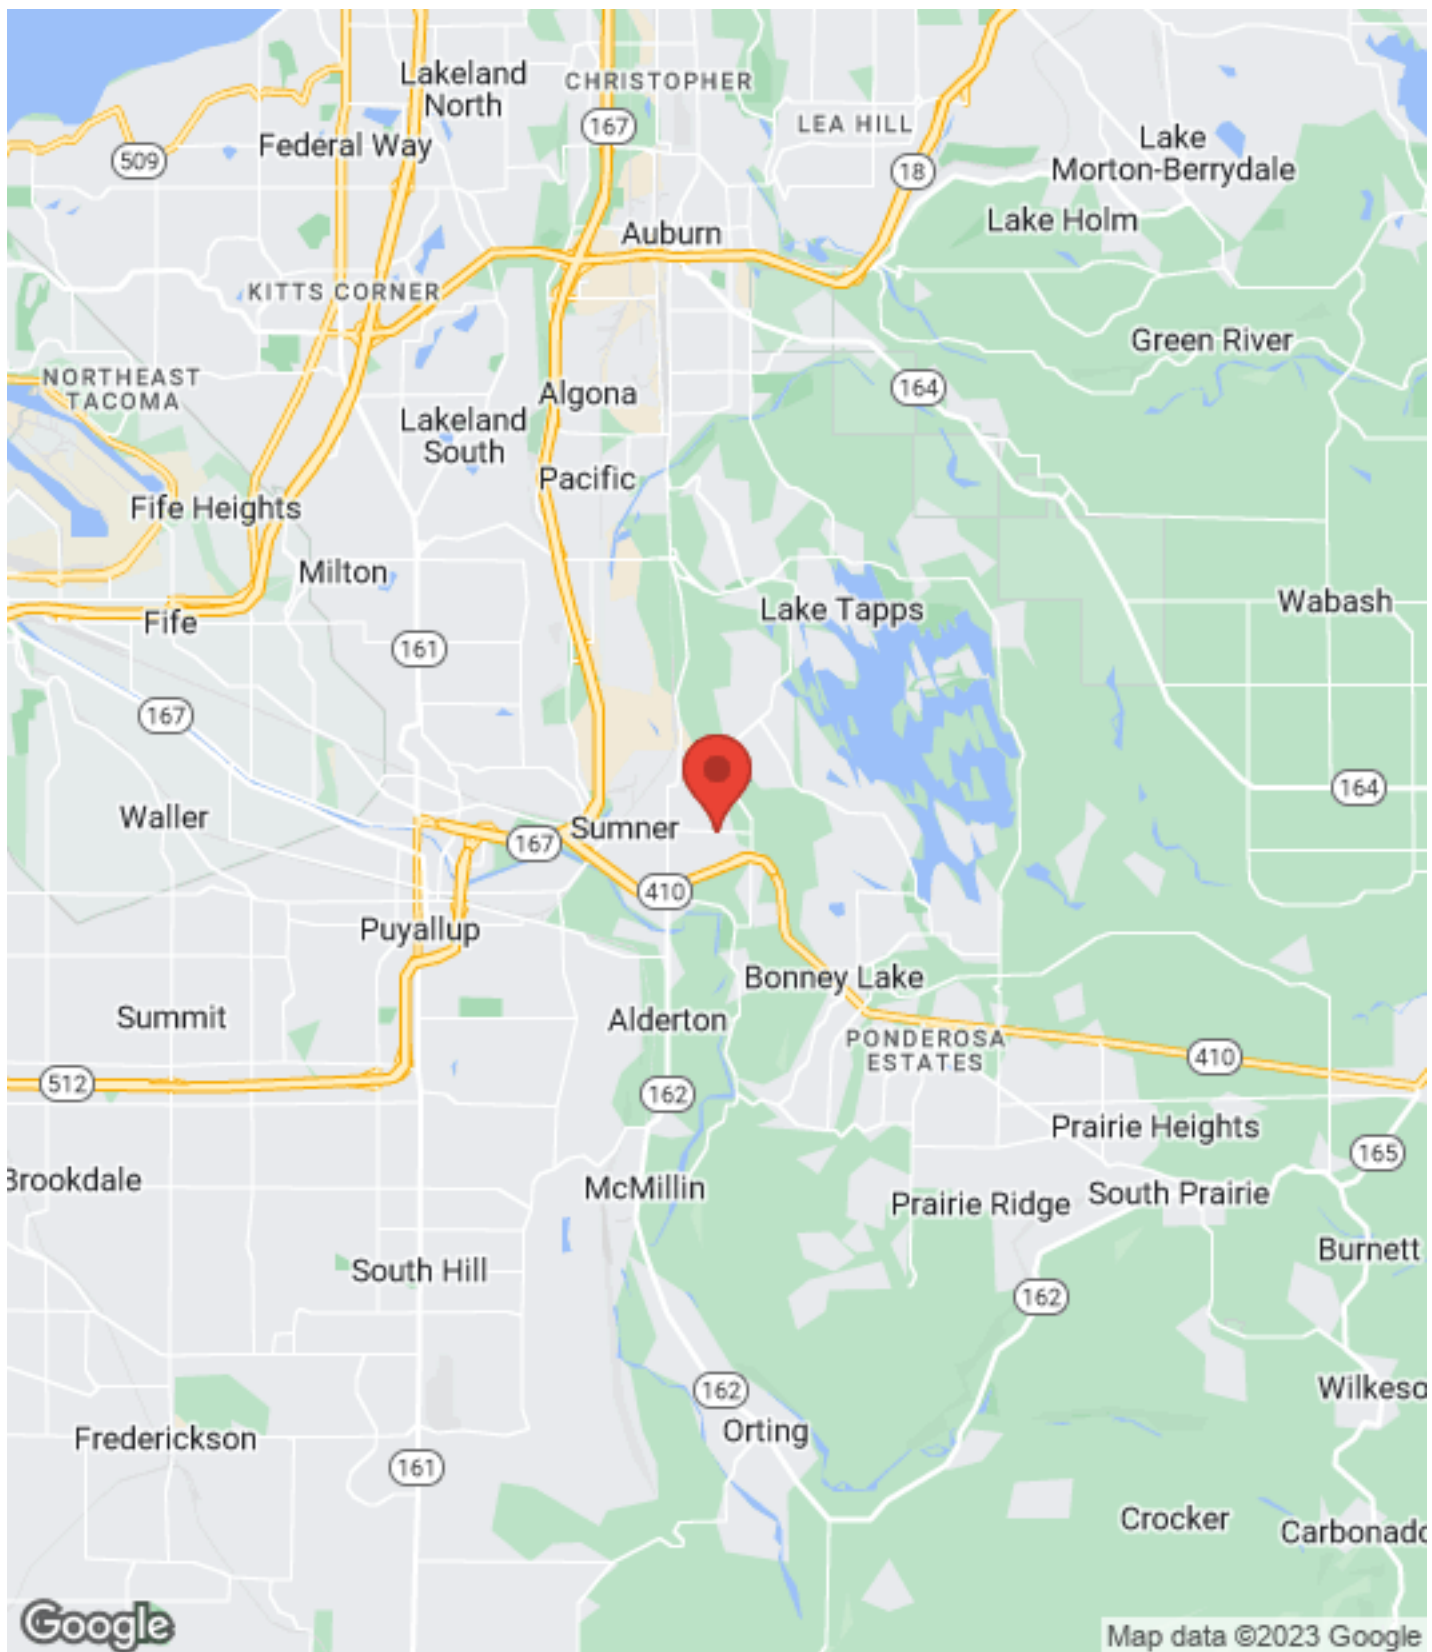 Lakeland
North
CHRISTOPHER
167
LEA HILL
509
Federal Way
18
Lake
Morton-Berrydale
Lake Holm
Auburn
KITTS CORNER
Green River
NORTHEAST
TACOMA
Algona
164
Lakeland
South
Pacific
Fife Heights
Milton
Lake Tapps
Wabash
Fife
161
167
164
Waller
Sumner
167
410
Puyallup
Bonney Lake
Summit
Alderton
PONDEROSA
ESTATES
410
512
162
Prairie Heights
165
Brookdale
McMillin
Prairie Ridge
South Prairie
Burnett
South Hill
162
162
Wilkeso
Orting
Frederickson
161
Crocker
Carbonado
Google
Map data ©2023 Google